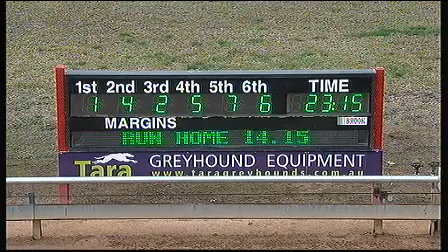 1st 2nd 3rd 4th 5th 6th TIME
1 4 2 5 7 6 23:15
MARGINS BROOK
RUN HOME 14.15
Tara GREYHOUND EQUIPMENT
www.taragreyhounds.com.au